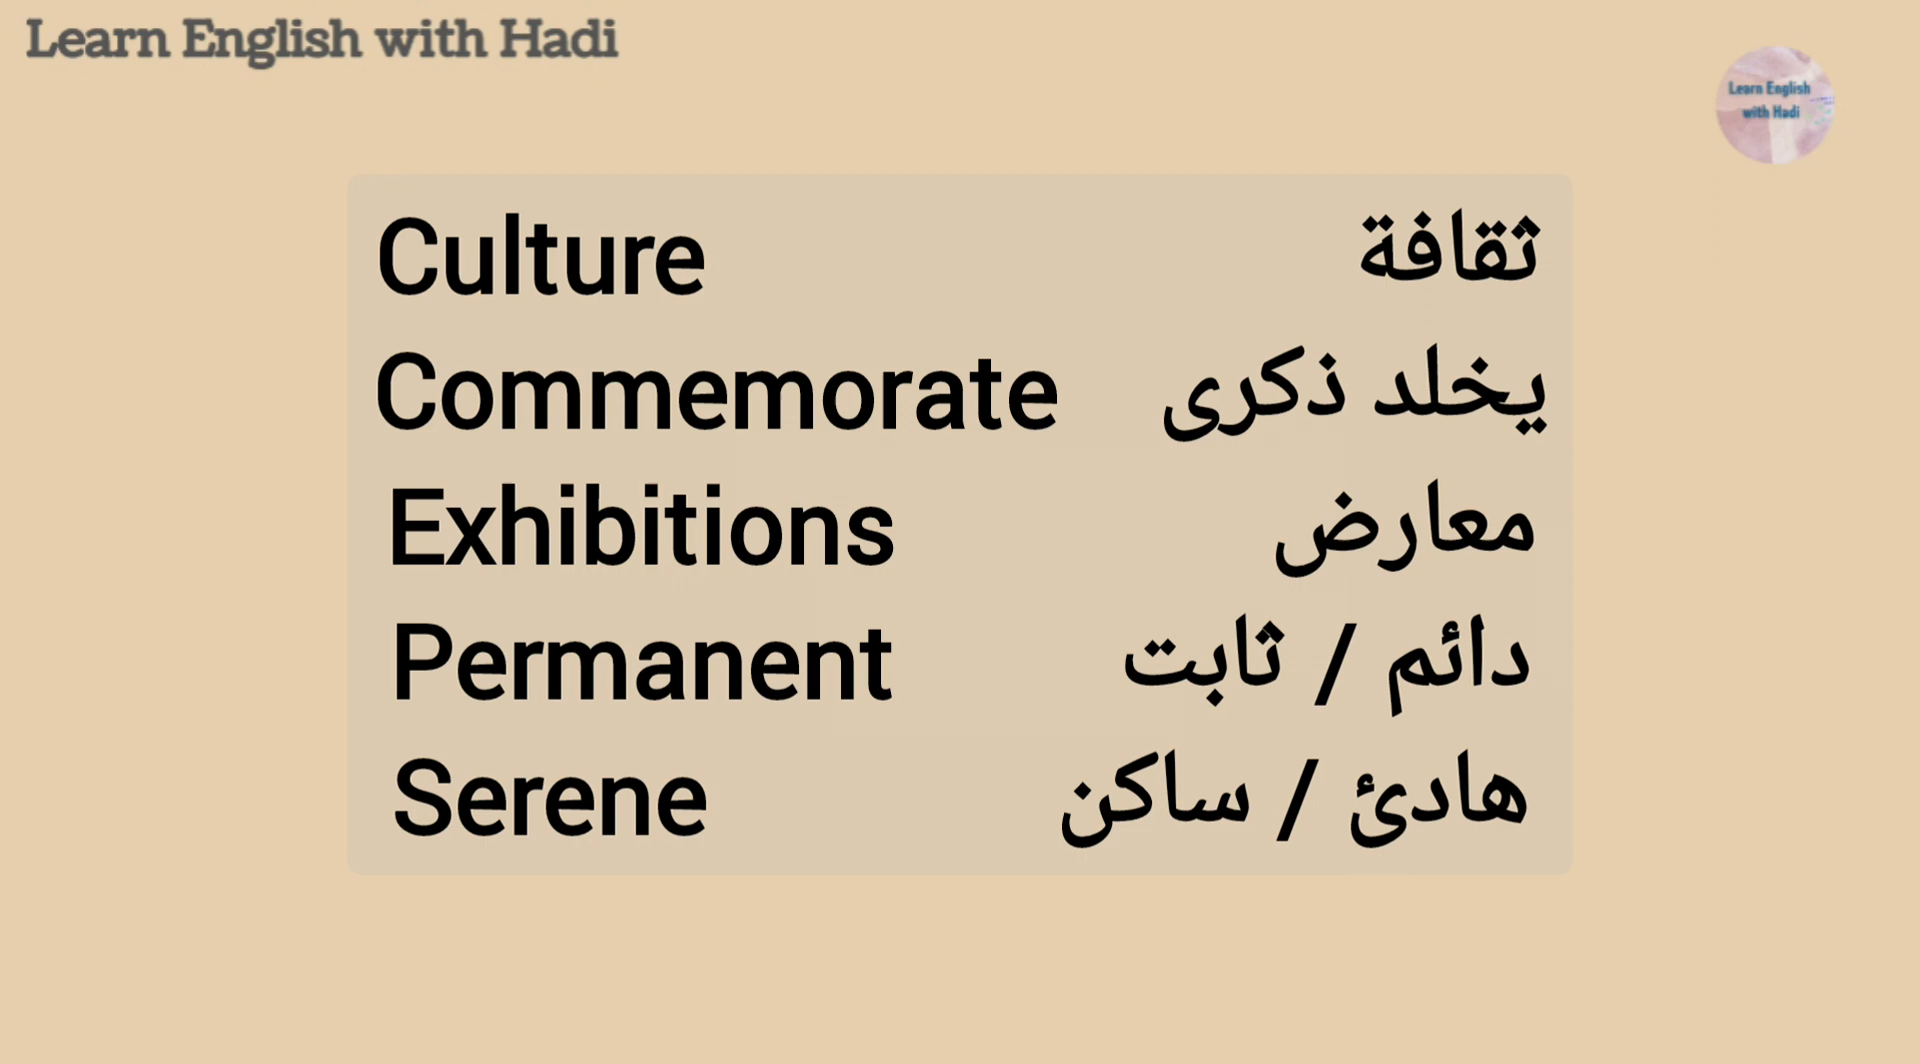 Learn English with Hadi
Learn English
with Hadi
Culture ثقافة
Commemorate يخلد ذكرى
Exhibitions معارض
Permanent دائم / ثابت
Serene هادئ / ساكن